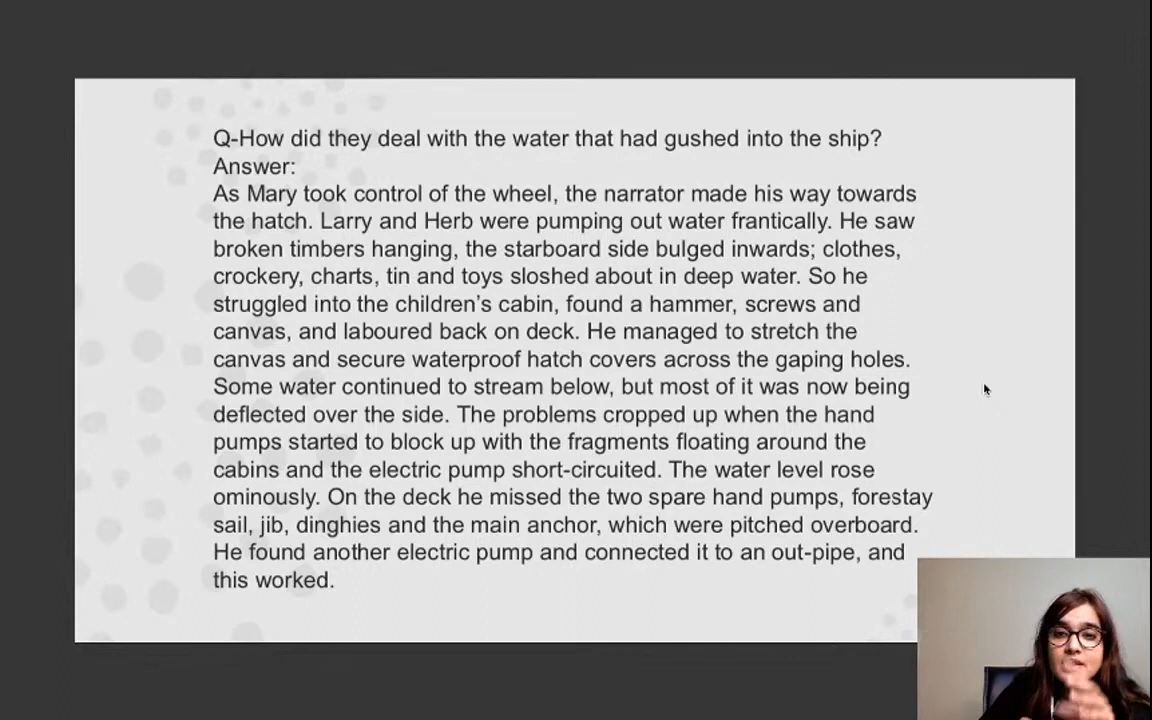 Q-How did they deal with the water that had gushed into the ship?
Answer:
As Mary took control of the wheel, the narrator made his way towards
the hatch. Larry and Herb were pumping out water frantically. He saw
broken timbers hanging, the starboard side bulged inwards; clothes,
crockery, charts, tin and toys sloshed about in deep water. So he
struggled into the children's cabin, found a hammer, screws and
canvas, and laboured back on deck. He managed to stretch the
canvas and secure waterproof hatch covers across the gaping holes.
Some water continued to stream below, but most of it was now being
deflected over the side. The problems cropped up when the hand
pumps started to block up with the fragments floating around the
cabins and the electric pump short-circuited. The water level rose
ominously. On the deck he missed the two spare hand pumps, forestay
sail, jib, dinghies and the main anchor, which were pitched overboard.
He found another electric pump and connected it to an out-pipe, and
this worked.